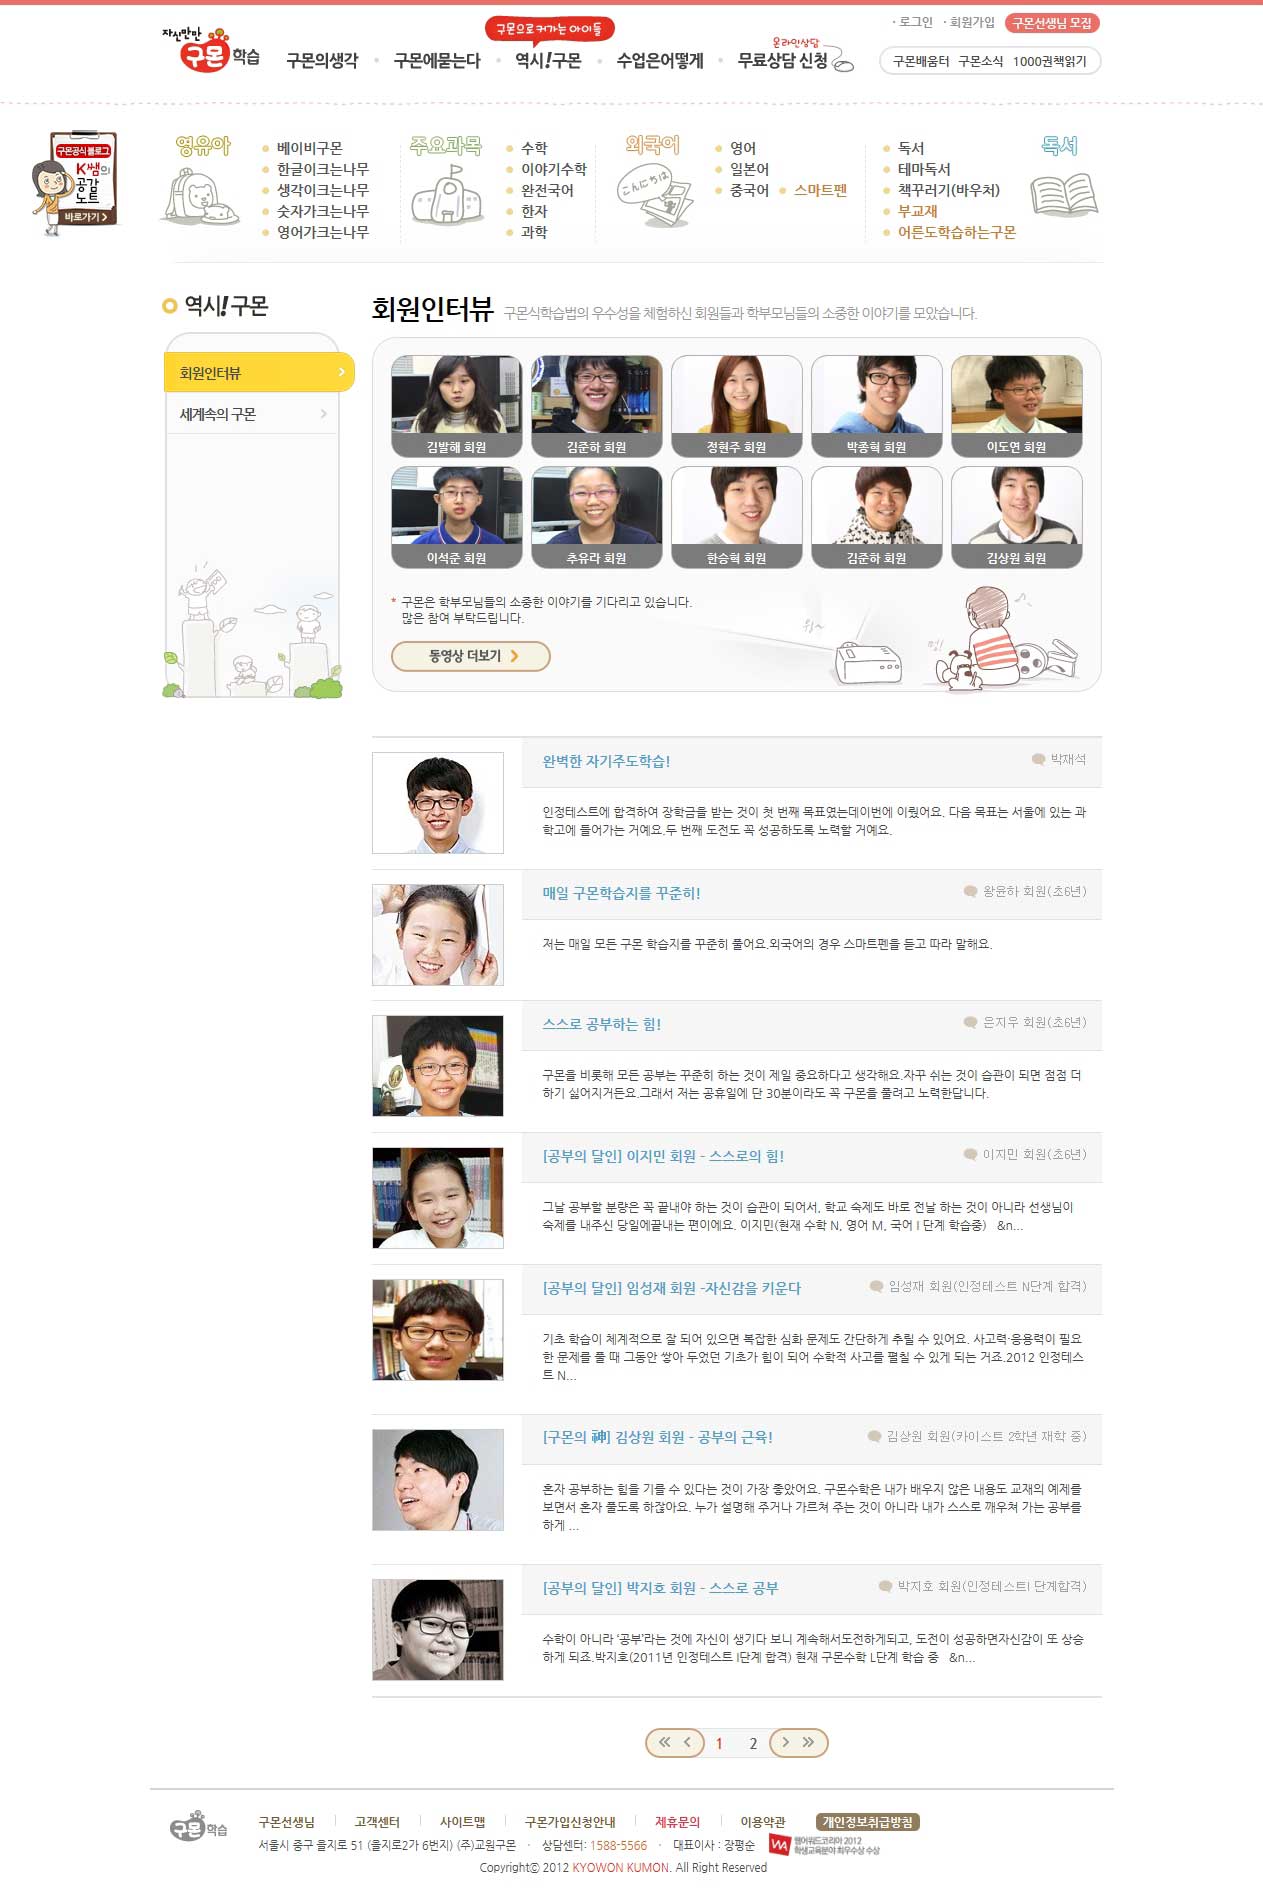 자신만만 구몬학습
구몬으로 커가는 아이들
구몬의생각 구몬에묻는다 역시!구몬 수업은어떻게 무료상담 신청
온라인상담
· 로그인 · 회원가입 구몬선생님 모집
구몬배움터 구몬소식 1000권책읽기
구몬공식블로그
K쌤의
공감
노트
바로가기 >
영유아
베이비구몬
한글이크는나무
생각이크는나무
숫자가크는나무
영어가크는나무
주요과목
수학
이야기수학
완전국어
한자
과학
외국어
こんにちは
영어
일본어
중국어 스마트펜
독서
테마독서
책꾸러기(바우처)
부교재
어른도학습하는구몬
독서
역시!구몬
회원인터뷰
세계속의 구몬
회원인터뷰 구몬식학습법의 우수성을 체험하신 회원들과 학부모님들의 소중한 이야기를 모았습니다.
김발해 회원 김준하 회원 정현주 회원 박종혁 회원 이도연 회원
이석준 회원 추유라 회원 한승혁 회원 김준하 회원 김상원 회원
* 구몬은 학부모님들의 소중한 이야기를 기다리고 있습니다.
많은 참여 부탁드립니다.
동영상 더보기 >
윙~
멍!
완벽한 자기주도학습! 박재석
인정테스트에 합격하여 장학금을 받는 것이 첫 번째 목표였는데이번에 이뤘어요. 다음 목표는 서울에 있는 과
학고에 들어가는 거예요.두 번째 도전도 꼭 성공하도록 노력할 거예요.
매일 구몬학습지를 꾸준히! 왕윤하 회원(초6년)
저는 매일 모든 구몬 학습지를 꾸준히 풀어요.외국어의 경우 스마트펜을 듣고 따라 말해요.
스스로 공부하는 힘! 은지우 회원(초6년)
구몬을 비롯해 모든 공부는 꾸준히 하는 것이 제일 중요하다고 생각해요.자꾸 쉬는 것이 습관이 되면 점점 더
하기 싫어지거든요.그래서 저는 공휴일에 단 30분이라도 꼭 구몬을 풀려고 노력한답니다.
[공부의 달인] 이지민 회원 - 스스로의 힘! 이지민 회원(초6년)
그날 공부할 분량은 꼭 끝내야 하는 것이 습관이 되어서, 학교 숙제도 바로 전날 하는 것이 아니라 선생님이
숙제를 내주신 당일에끝내는 편이에요. 이지민(현재 수학 N, 영어 M, 국어 I 단계 학습중) &n...
[공부의 달인] 임성재 회원 -자신감을 키운다 임성재 회원(인정테스트 N단계 합격)
기초 학습이 체계적으로 잘 되어 있으면 복잡한 심화 문제도 간단하게 추릴 수 있어요. 사고력·응용력이 필요
한 문제를 풀 때 그동안 쌓아 두었던 기초가 힘이 되어 수학적 사고를 펼칠 수 있게 되는 거죠.2012 인정테스
트 N...
[구몬의 神] 김상원 회원 - 공부의 근육! 김상원 회원(카이스트 2학년 재학 중)
혼자 공부하는 힘을 기를 수 있다는 것이 가장 좋았어요. 구몬수학은 내가 배우지 않은 내용도 교재의 예제를
보면서 혼자 풀도록 하잖아요. 누가 설명해 주거나 가르쳐 주는 것이 아니라 내가 스스로 깨우쳐 가는 공부를
하게 ...
[공부의 달인] 박지호 회원 - 스스로 공부 박지호 회원(인정테스트I 단계합격)
수학이 아니라 '공부'라는 것에 자신이 생기다 보니 계속해서도전하게되고, 도전이 성공하면자신감이 또 상승
하게 되죠.박지호(2011년 인정테스트 I단계 합격) 현재 구몬수학 L단계 학습 중 &n...
1 2
구몬학습
구몬선생님 고객센터 사이트맵 구몬가입신청안내 제휴문의 이용약관 개인정보취급방침
서울시 중구 을지로 51 (을지로2가 6번지) (주)교원구몬 · 상담센터: 1588-5566 · 대표이사 : 장평순
WA 웹어워드코리아 2012
학생교육분야 최우수상 수상
Copyrightⓒ 2012 KYOWON KUMON. All Right Reserved